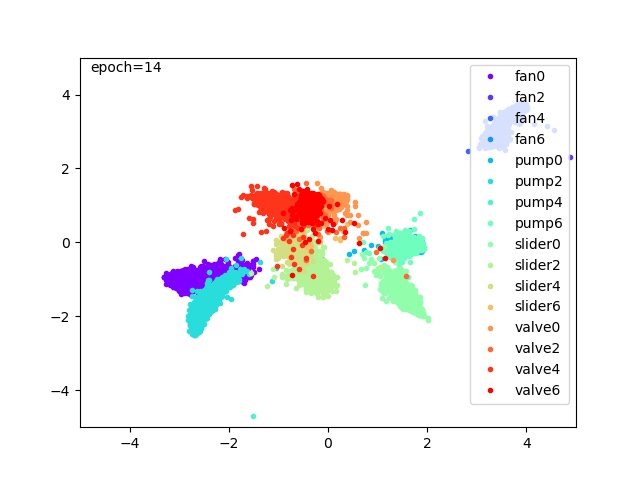 epoch=14
fan0
fan2
fan4
fan6
pump0
pump2
pump4
pump6
slider0
slider2
slider4
slider6
valve0
valve2
valve4
valve6
4
2
0
−2
−4
−4 −2 0 2 4